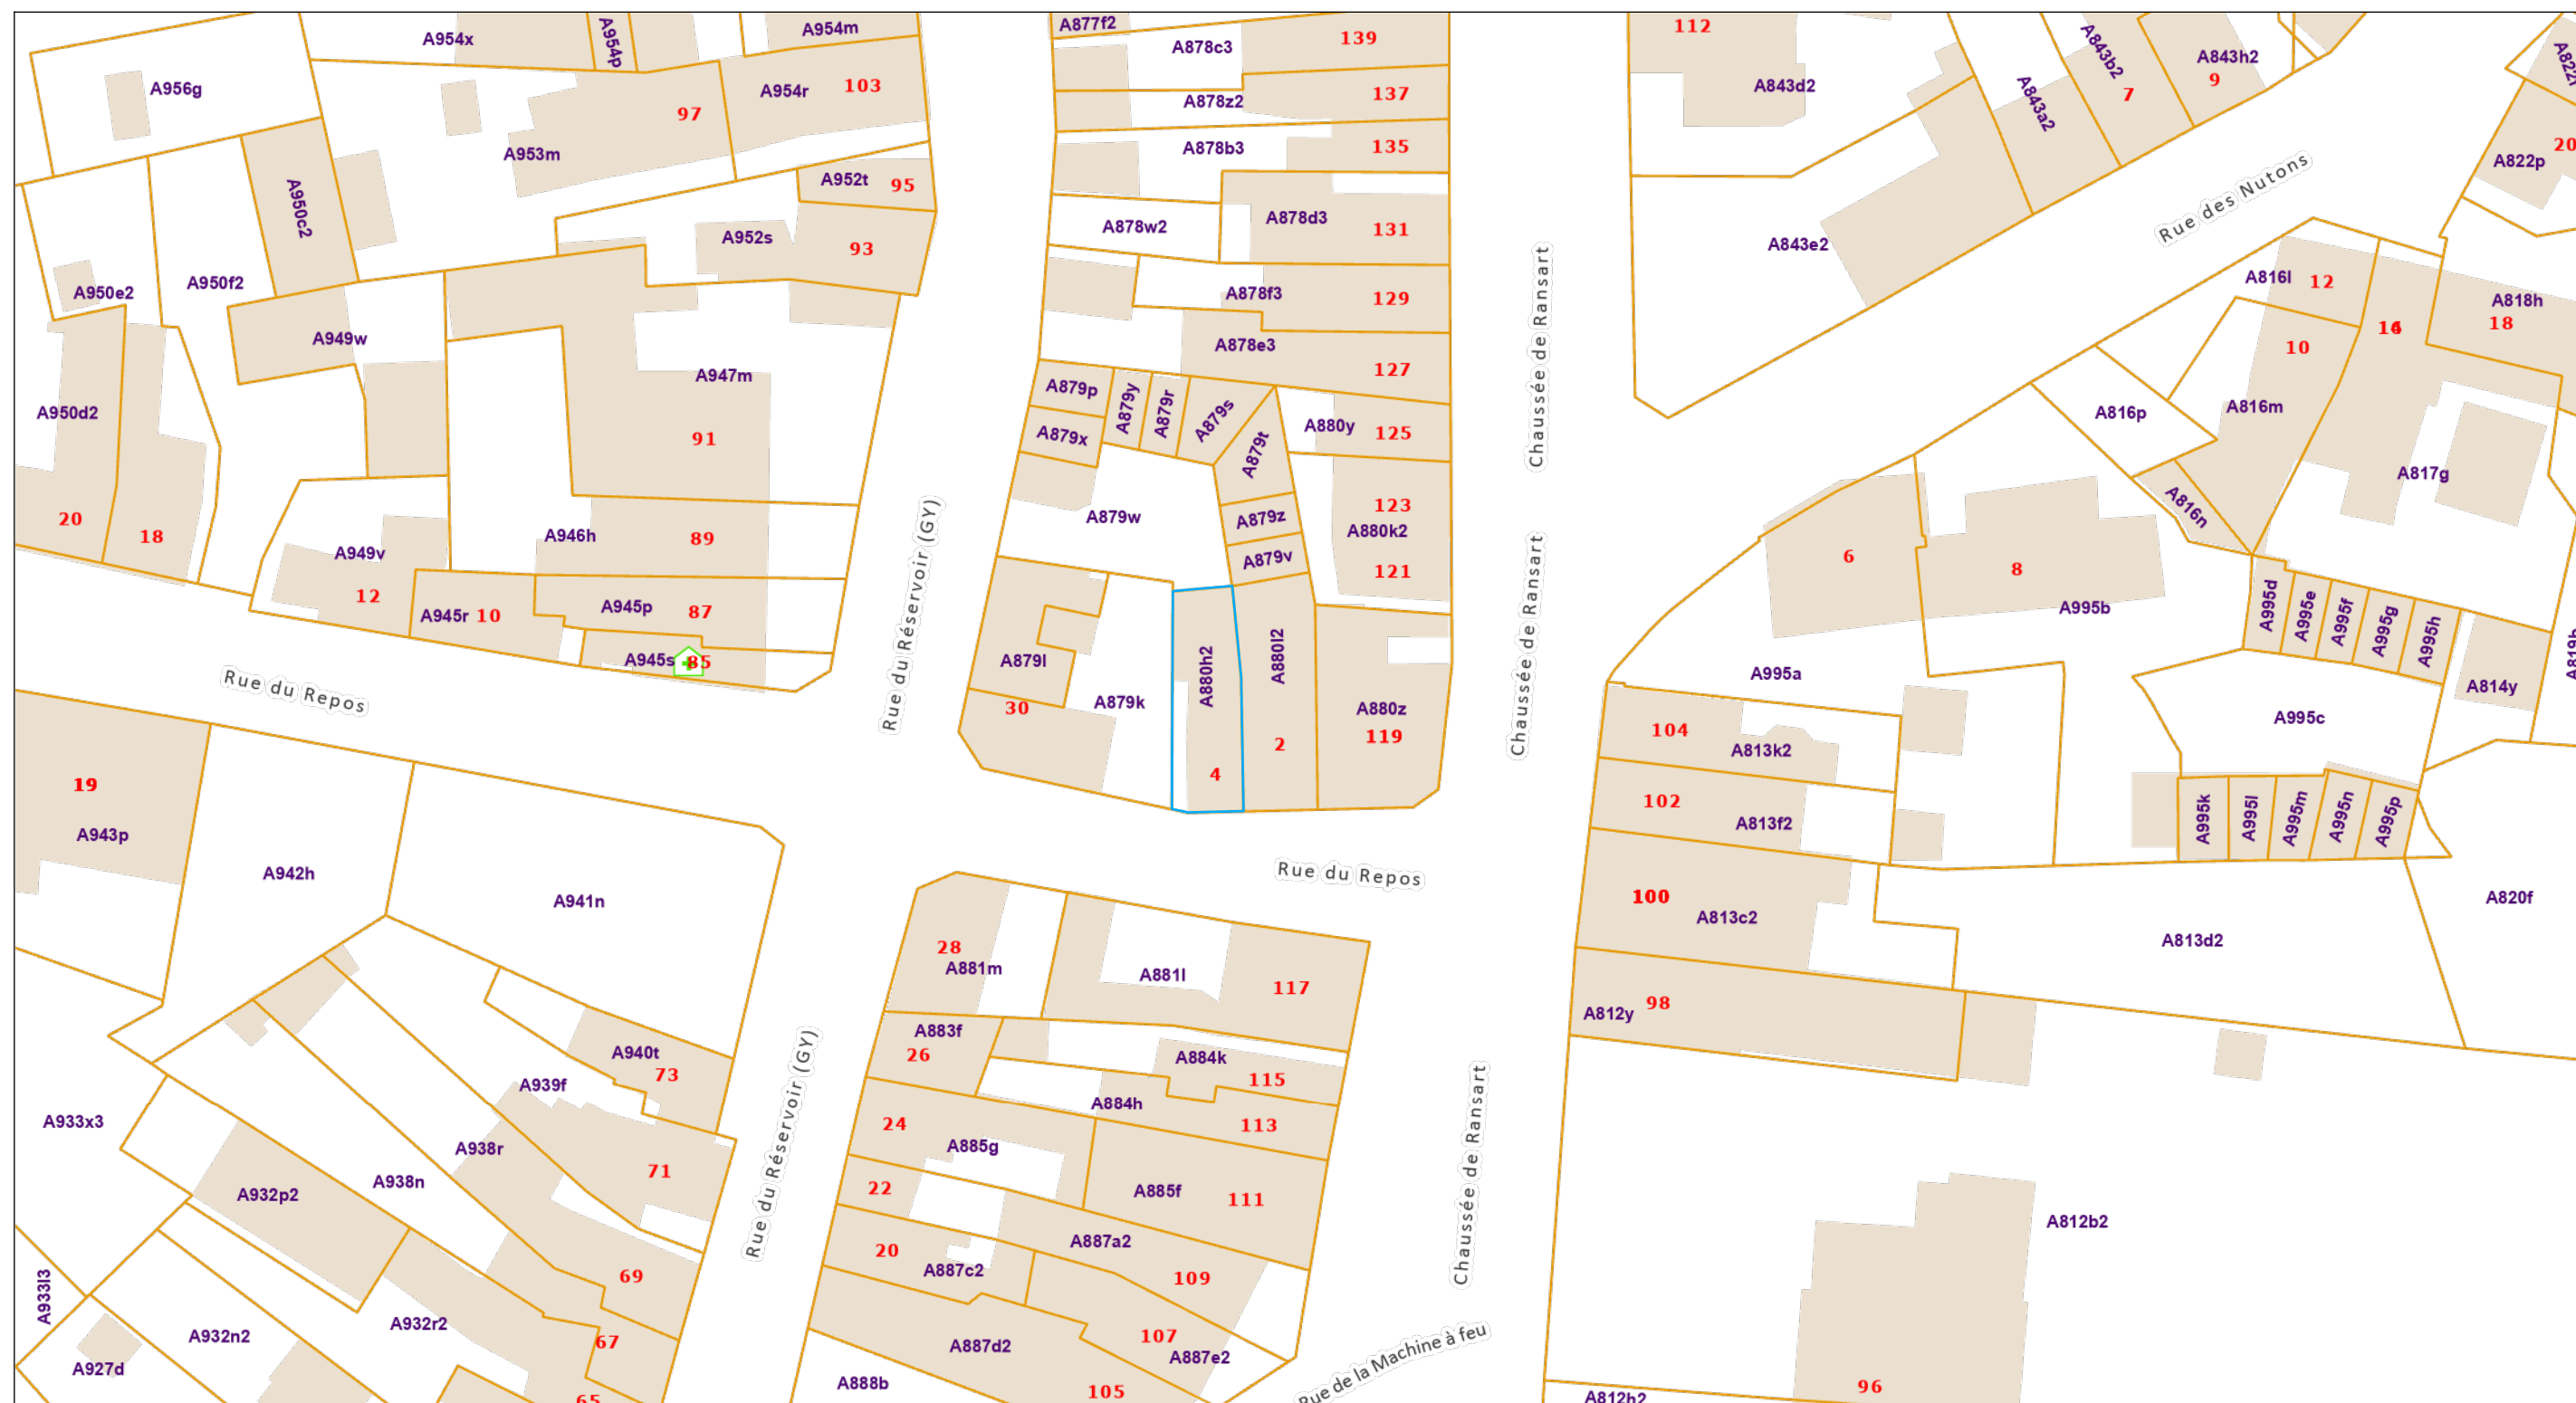 A954x
A954p
A954m
A877f2
A878c3
139
112
A843d2
A843b2
A843h2
9
7
A956g
97
A954r
103
A878z2
137
A843a2
20
A822p
A953m
A878b3
135
A952t
95
A950c2
A952s
93
A878w2
A878d3
131
A843e2
Rue des Nutons
A950e2
A950f2
A878f3
129
A816l
12
A818h
18
10
A949w
A947m
A878e3
127
Chaussée de Ransart
A950d2
91
A879p
A879y
A879r
A879s
A879x
A879t
A880y
125
A816p
A816m
A817g
20
18
A946h
89
A879w
A879z
123
A880k2
A879v
121
A816n
6
8
A949v
12
A945r
10
A945p
87
Rue du Réservoir (GY)
A995b
A995d
A995e
A995f
A995g
A995h
A945s
85
Rue du Repos
A879l
30
A879k
A880h2
4
A880l2
2
A880z
119
Chaussée de Ransart
A995a
A995c
A814y
104
A813k2
102
A813f2
A995k
A995l
A995m
A995n
A995p
19
A943p
A942h
A941n
Rue du Repos
100
A813c2
A813d2
A820f
28
A881m
A881l
117
98
A812y
A883f
26
A884k
115
A940t
73
A939f
A884h
113
A933x3
24
A885g
A938r
71
A938n
22
A885f
111
A932p2
Rue du Réservoir (GY)
Chaussée de Ransart
A812b2
20
A887c2
A887a2
109
69
A933l3
A932r2
A932n2
67
A887d2
107
A887e2
A927d
A888b
105
65
Rue de la Machine à feu
96
A812h2